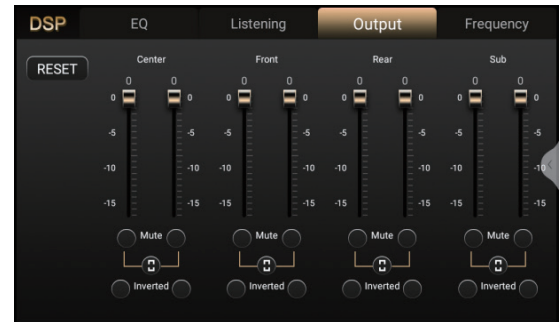 DSP EQ Listening Output Frequency
RESET
Center Front Rear Sub
0 0 0 0 0 0 0 0
0 0 0 0 0 0 0 0
-5 -5 -5 -5 -5 -5 -5 -5
-10 -10 -10 -10 -10 -10 -10 -10
-15 -15 -15 -15 -15 -15 -15 -15
Mute Mute Mute Mute
Inverted Inverted Inverted Inverted